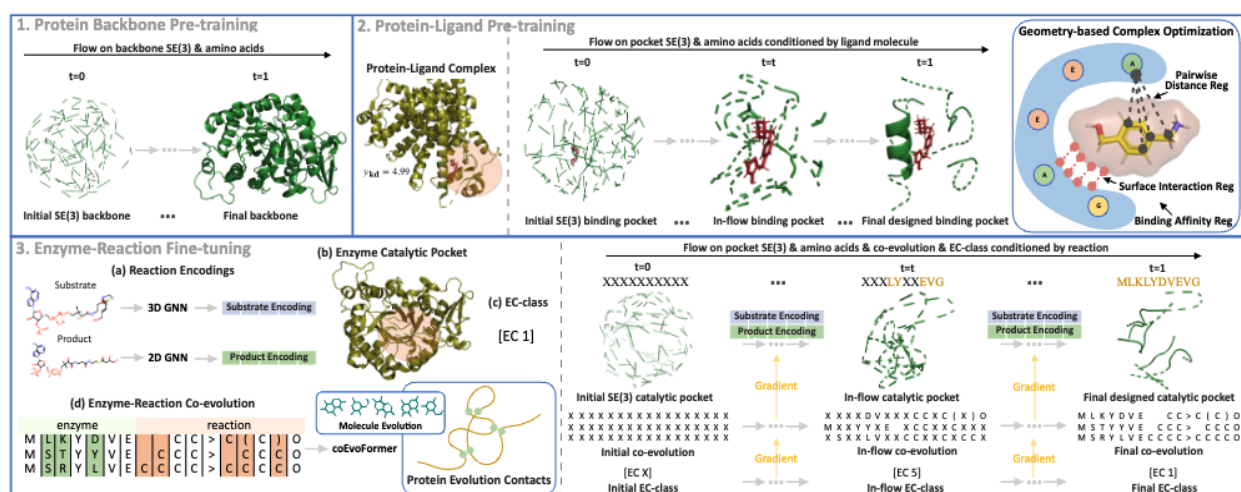 1. Protein Backbone Pre-training
Flow on backbone SE(3) & amino acids
t=0
t=1
Initial SE(3) backbone
...
Final backbone
2. Protein-Ligand Pre-training
Flow on pocket SE(3) & amino acids conditioned by ligand molecule
Protein-Ligand Complex
y_kd = 4.99
t=0
t=t
t=1
Initial SE(3) binding pocket
...
In-flow binding pocket
...
Final designed binding pocket
Geometry-based Complex Optimization
A
E
E
A
G
Pairwise
Distance Reg
Surface Interaction Reg
Binding Affinity Reg
3. Enzyme-Reaction Fine-tuning
(a) Reaction Encodings
Substrate
3D GNN
Substrate Encoding
Product
2D GNN
Product Encoding
(b) Enzyme Catalytic Pocket
(c) EC-class
[EC 1]
(d) Enzyme-Reaction Co-evolution
enzyme
reaction
M L K Y D V E C C > C ( C ) O
M S T Y Y V E C C C > C C C O
M S R Y L V E C C C C > C C C C O
coEvoFormer
Molecule Evolution
Protein Evolution Contacts
Flow on pocket SE(3) & amino acids & co-evolution & EC-class conditioned by reaction
t=0
t=t
t=1
XXXXXXXXXX
...
XXXLYXXEVG
...
MLKLYDVEVG
Substrate Encoding
Product Encoding
Substrate Encoding
Product Encoding
Gradient
Gradient
Initial SE(3) catalytic pocket
In-flow catalytic pocket
Final designed catalytic pocket
X X X X X X X X X X X X X X X X
X X X X X X X X X X X X X X X X
X X X X X X X X X X X X X X X X
X X X X D V X X X C C X C ( X ) O
M X X Y Y X E X C C X X Y X X C X X
X S X X L V X X C X X C X X C C X O
M L K Y D V E C C > C ( C ) O
M S T Y Y V E C C C > C C C O
M S R Y L V E C C C C > C C C C O
Initial co-evolution
In-flow co-evolution
Final co-evolution
Gradient
Gradient
[EC X]
[EC 5]
[EC 1]
Initial EC-class
In-flow EC-class
Final EC-class